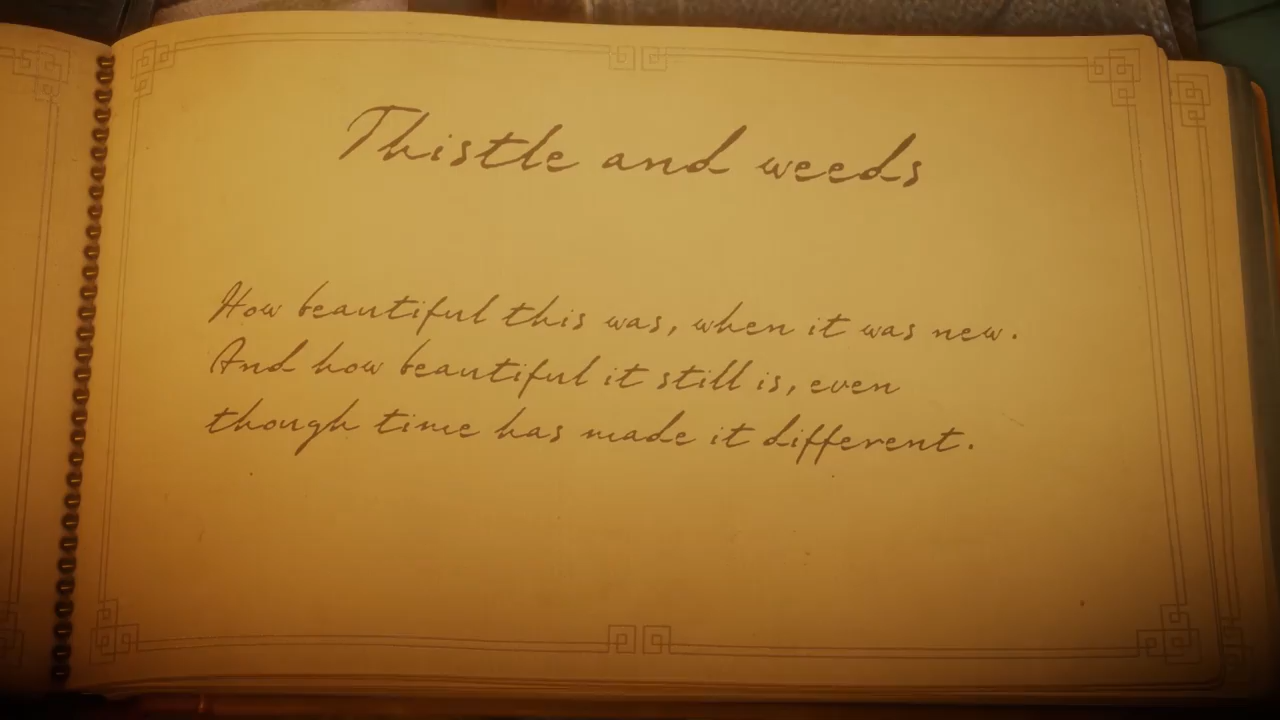 Thistle and weeds
How beautiful this was, when it was new.
And how beautiful it still is, even
though time has made it different.